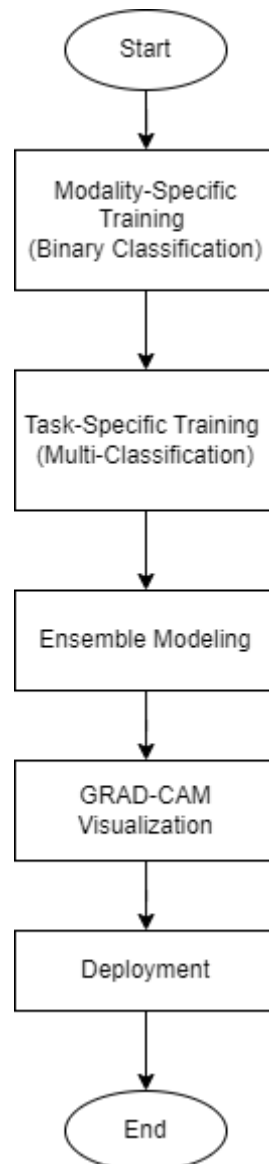 Start
Modality-Specific
Training
(Binary Classification)
Task-Specific Training
(Multi-Classification)
Ensemble Modeling
GRAD-CAM
Visualization
Deployment
End